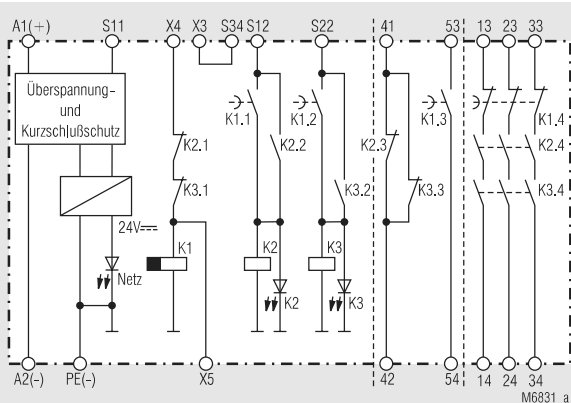 A1(+) S11 X4 X3 S34 S12 S22 41 53 13 23 33
Überspannung-
und
Kurzschlußschutz
K1.1 K1.2 K1.3 K1.4
K2.1 K2.2 K2.3 K2.4
K3.1 K3.2 K3.3 K3.4
24V
K1 K2 K3
Netz
K2 K3
A2(-) PE(-) X5 42 54 14 24 34
M6831_a